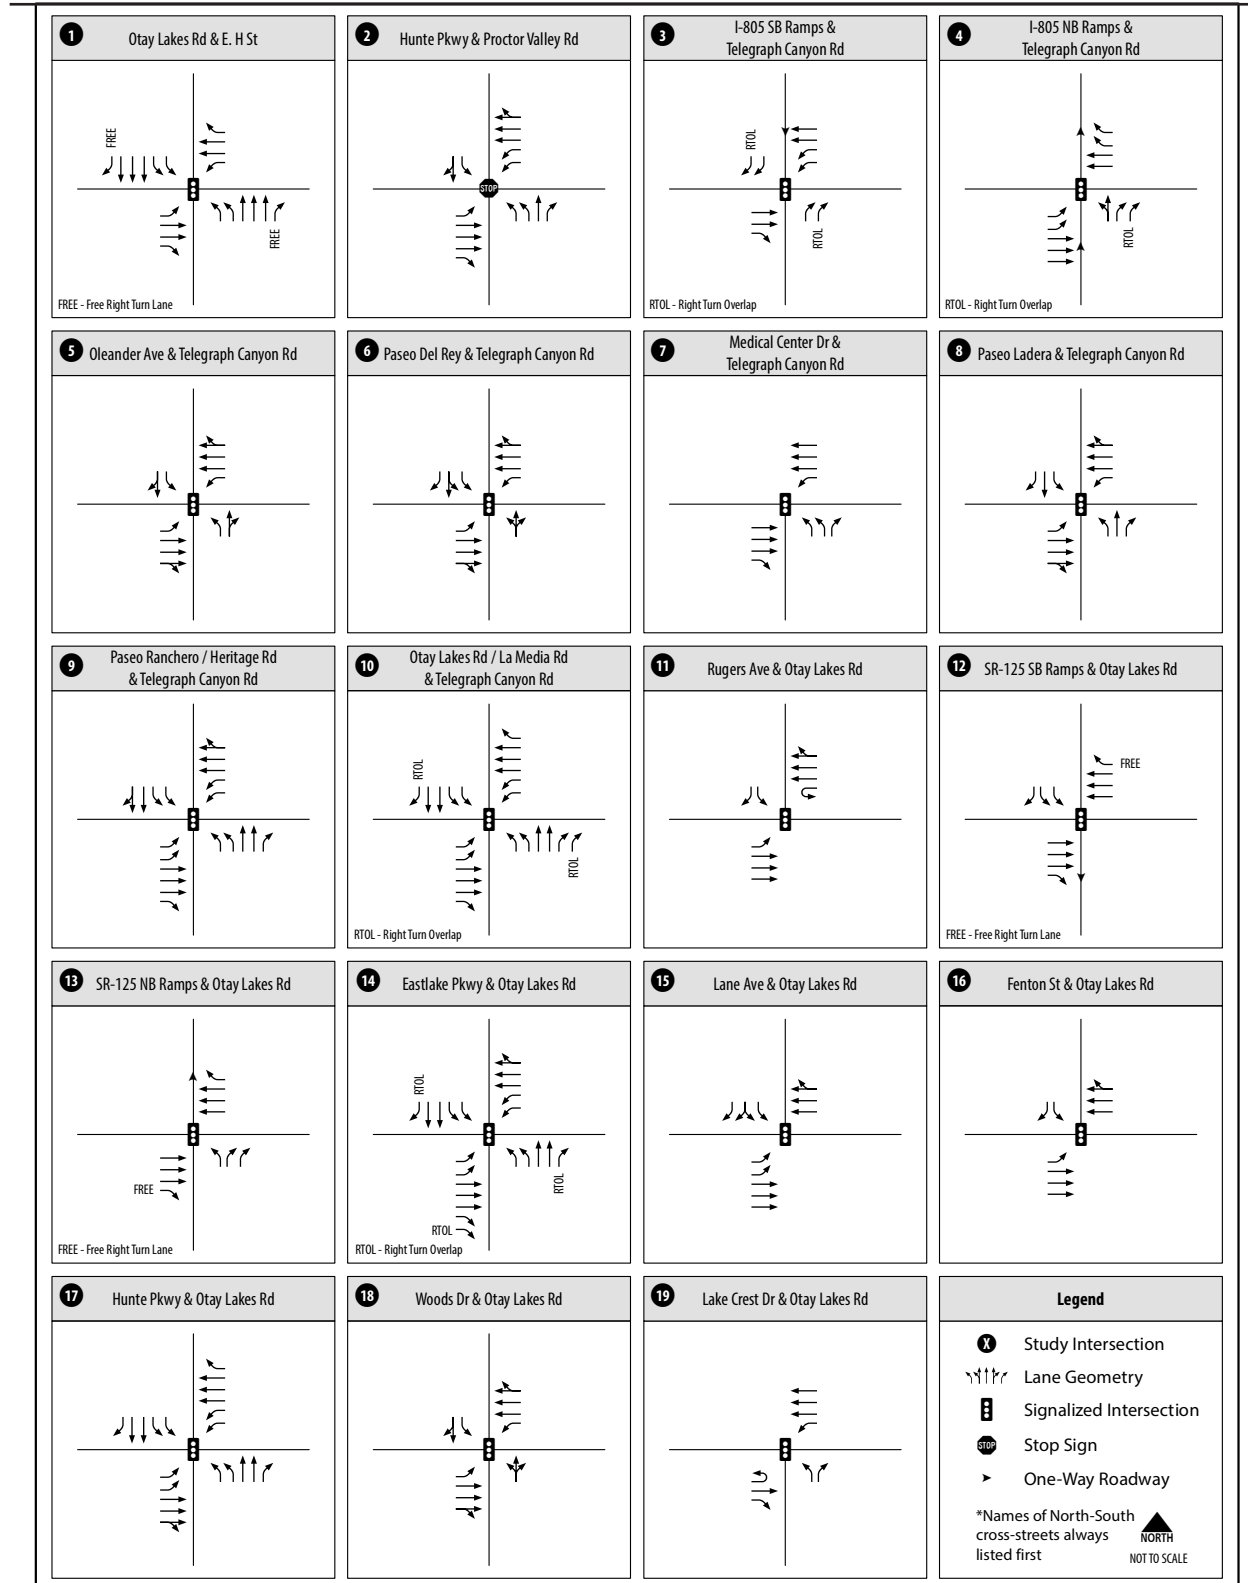 1 Otay Lakes Rd & E. H St
FREE
FREE
FREE - Free Right Turn Lane
2 Hunte Pkwy & Proctor Valley Rd
STOP
3 I-805 SB Ramps &
Telegraph Canyon Rd
RTOL
RTOL
RTOL - Right Turn Overlap
4 I-805 NB Ramps &
Telegraph Canyon Rd
RTOL
RTOL - Right Turn Overlap
5 Oleander Ave & Telegraph Canyon Rd
6 Paseo Del Rey & Telegraph Canyon Rd
7 Medical Center Dr &
Telegraph Canyon Rd
8 Paseo Ladera & Telegraph Canyon Rd
9 Paseo Ranchero / Heritage Rd
& Telegraph Canyon Rd
10 Otay Lakes Rd / La Media Rd
& Telegraph Canyon Rd
RTOL
RTOL
RTOL - Right Turn Overlap
11 Rugers Ave & Otay Lakes Rd
12 SR-125 SB Ramps & Otay Lakes Rd
FREE
FREE - Free Right Turn Lane
13 SR-125 NB Ramps & Otay Lakes Rd
FREE
FREE - Free Right Turn Lane
14 Eastlake Pkwy & Otay Lakes Rd
RTOL
RTOL
RTOL
RTOL - Right Turn Overlap
15 Lane Ave & Otay Lakes Rd
16 Fenton St & Otay Lakes Rd
17 Hunte Pkwy & Otay Lakes Rd
18 Woods Dr & Otay Lakes Rd
19 Lake Crest Dr & Otay Lakes Rd
Legend
X Study Intersection
Lane Geometry
Signalized Intersection
STOP Stop Sign
One-Way Roadway
*Names of North-South
cross-streets always
listed first
NORTH
NOT TO SCALE